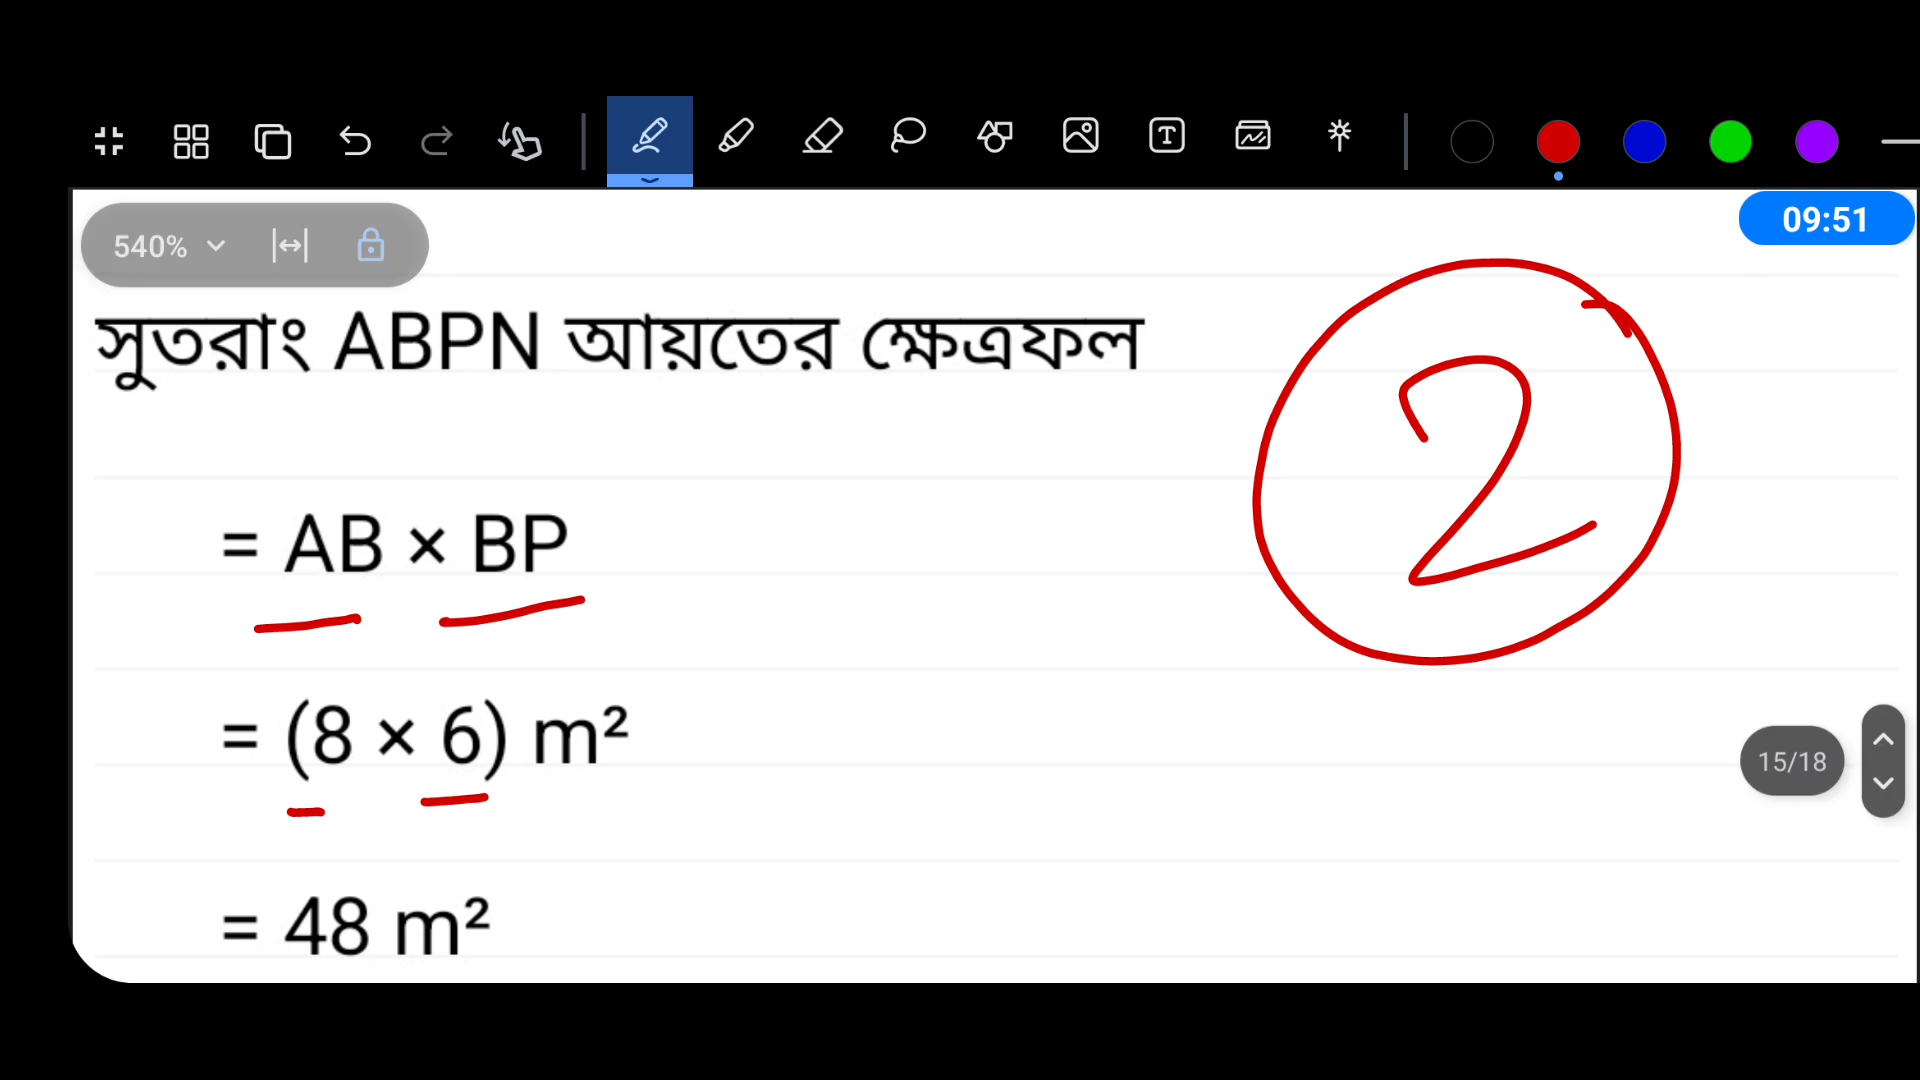 540%
09:51
সুতরাং ABPN আয়তের ক্ষেত্রফল
2
= AB × BP
= (8 × 6) m²
15/18
= 48 m²